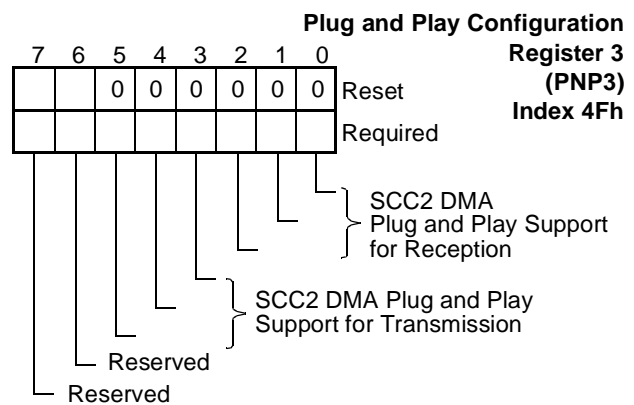 Plug and Play Configuration
Register 3
(PNP3)
Index 4Fh
7 6 5 4 3 2 1 0
0 0 0 0 0 0 Reset
Required
SCC2 DMA
Plug and Play Support
for Reception
SCC2 DMA Plug and Play
Support for Transmission
Reserved
Reserved